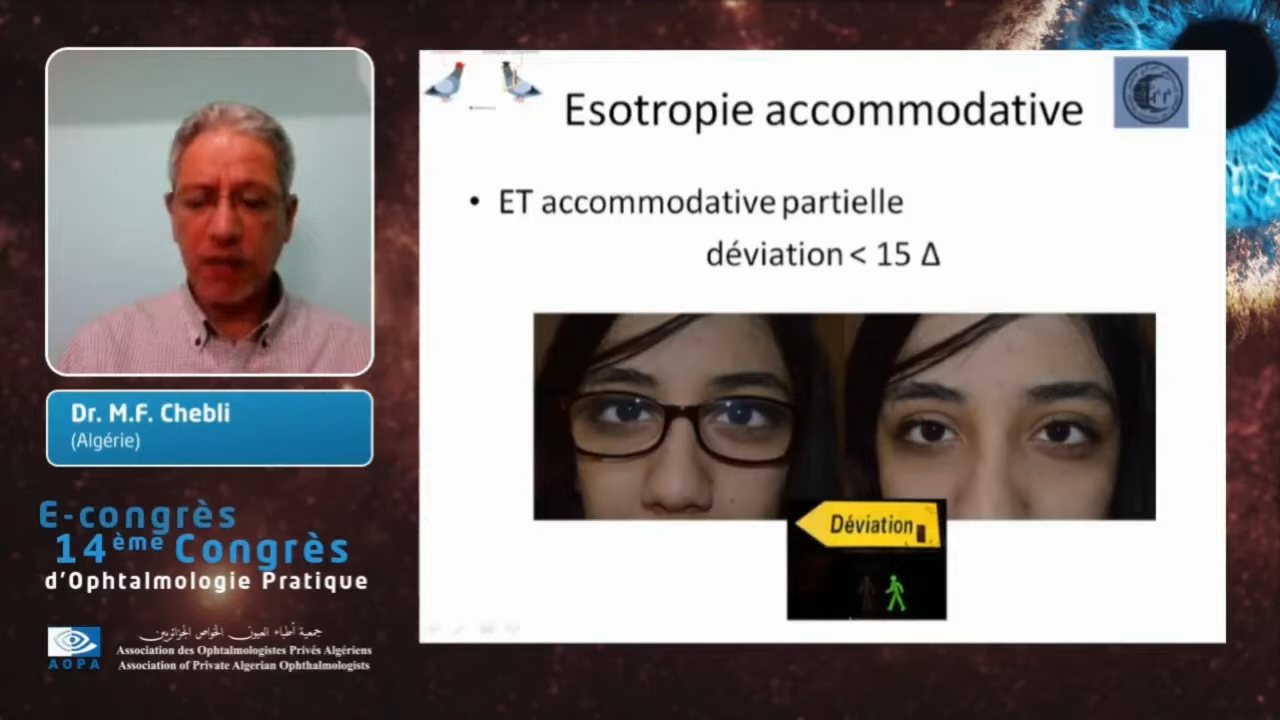 Esotropie accommodative
• ET accommodative partielle
déviation < 15 Δ
Déviation
Dr. M.F. Chebli
(Algérie)
E-congrès
14ème Congrès
d'Ophtalmologie Pratique
جمعية أطباء العيون الخواص الجزائريين
Association des Ophtalmologistes Privés Algériens
Association of Private Algerian Ophthalmologists
AOPA